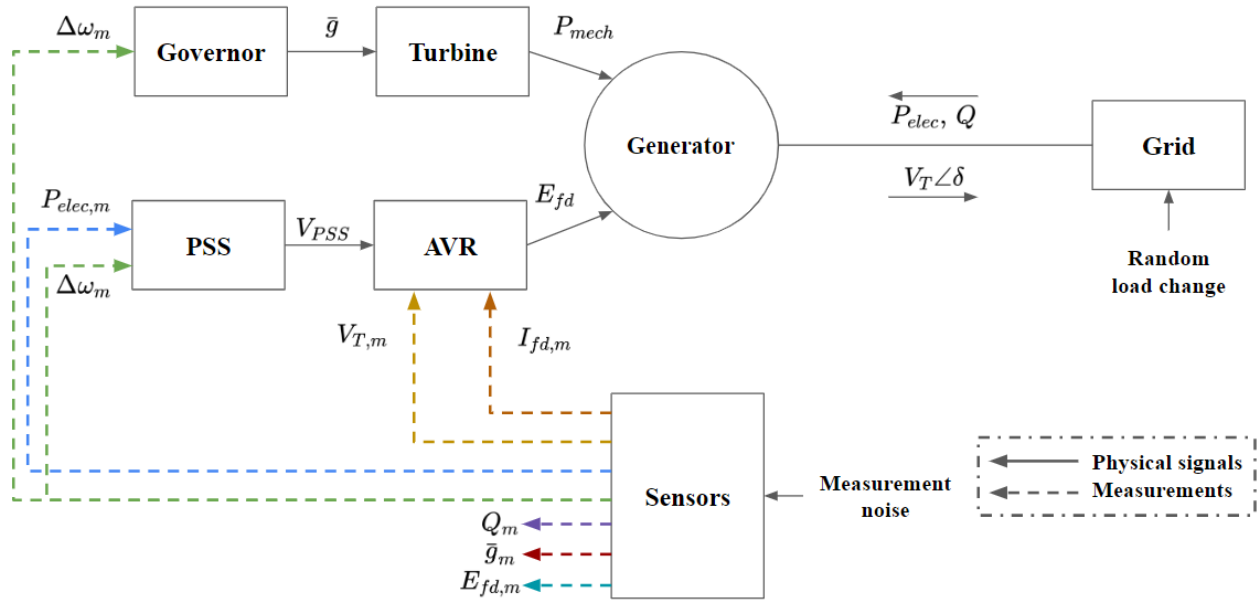 Δω_m
Governor
ḡ
Turbine
P_mech
Generator
P_elec, Q
V_T∠δ
Grid
Random
load change
P_elec,m
Δω_m
PSS
V_PSS
AVR
E_fd
V_T,m
I_fd,m
Sensors
Measurement
noise
Q_m
ḡ_m
E_fd,m
Physical signals
Measurements